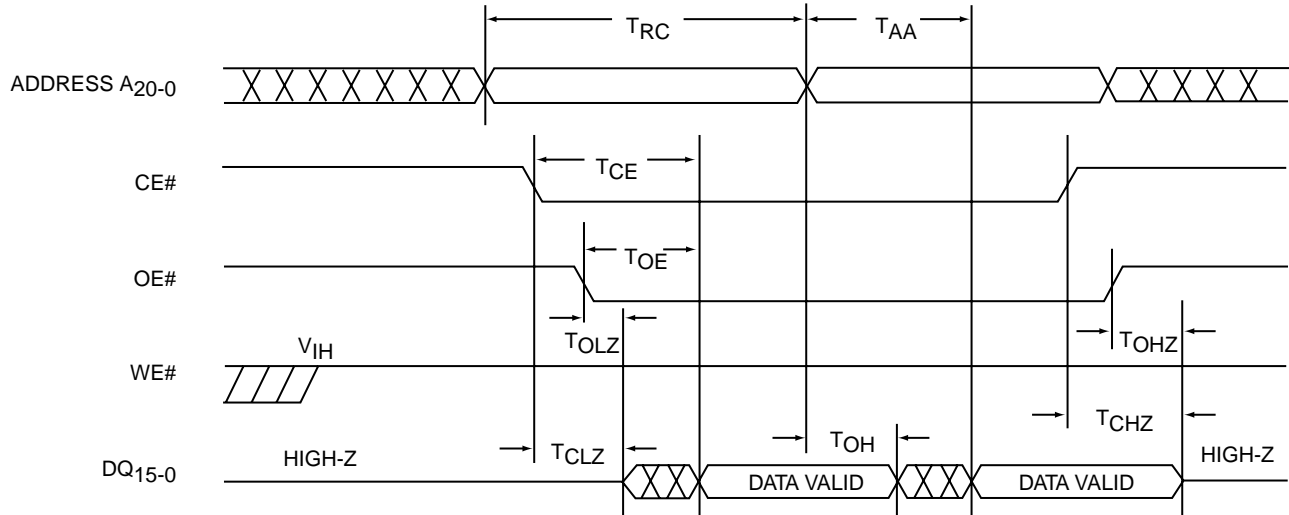 TRC TAA
ADDRESS A20-0
TCE
CE#
TOE
OE#
TOLZ TOHZ
VIH
WE#
TCHZ
TCLZ TOH
HIGH-Z HIGH-Z
DQ15-0 DATA VALID DATA VALID